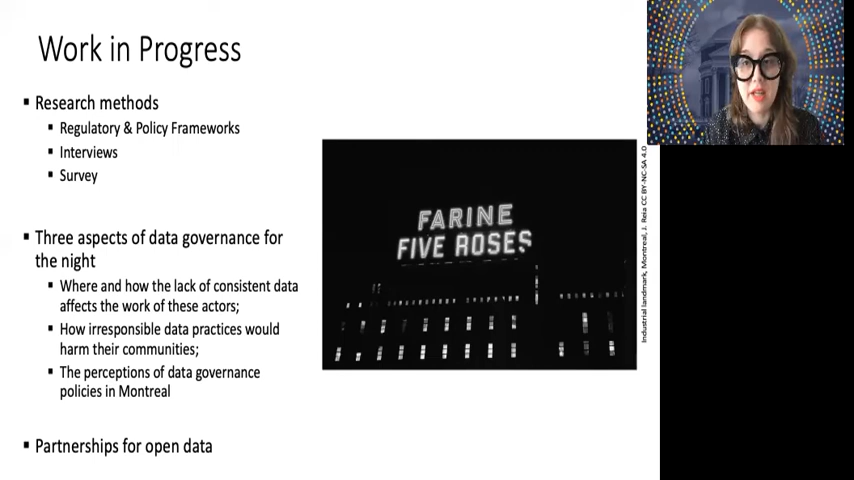 Work in Progress
▪ Research methods
▪ Regulatory & Policy Frameworks
▪ Interviews
▪ Survey
▪ Three aspects of data governance for
the night
▪ Where and how the lack of consistent data
affects the work of these actors;
▪ How irresponsible data practices would
harm their communities;
▪ The perceptions of data governance
policies in Montreal
▪ Partnerships for open data
FARINE
FIVE ROSES
Industrial landmark, Montreal, J. Reia CC BY-NC-SA 4.0